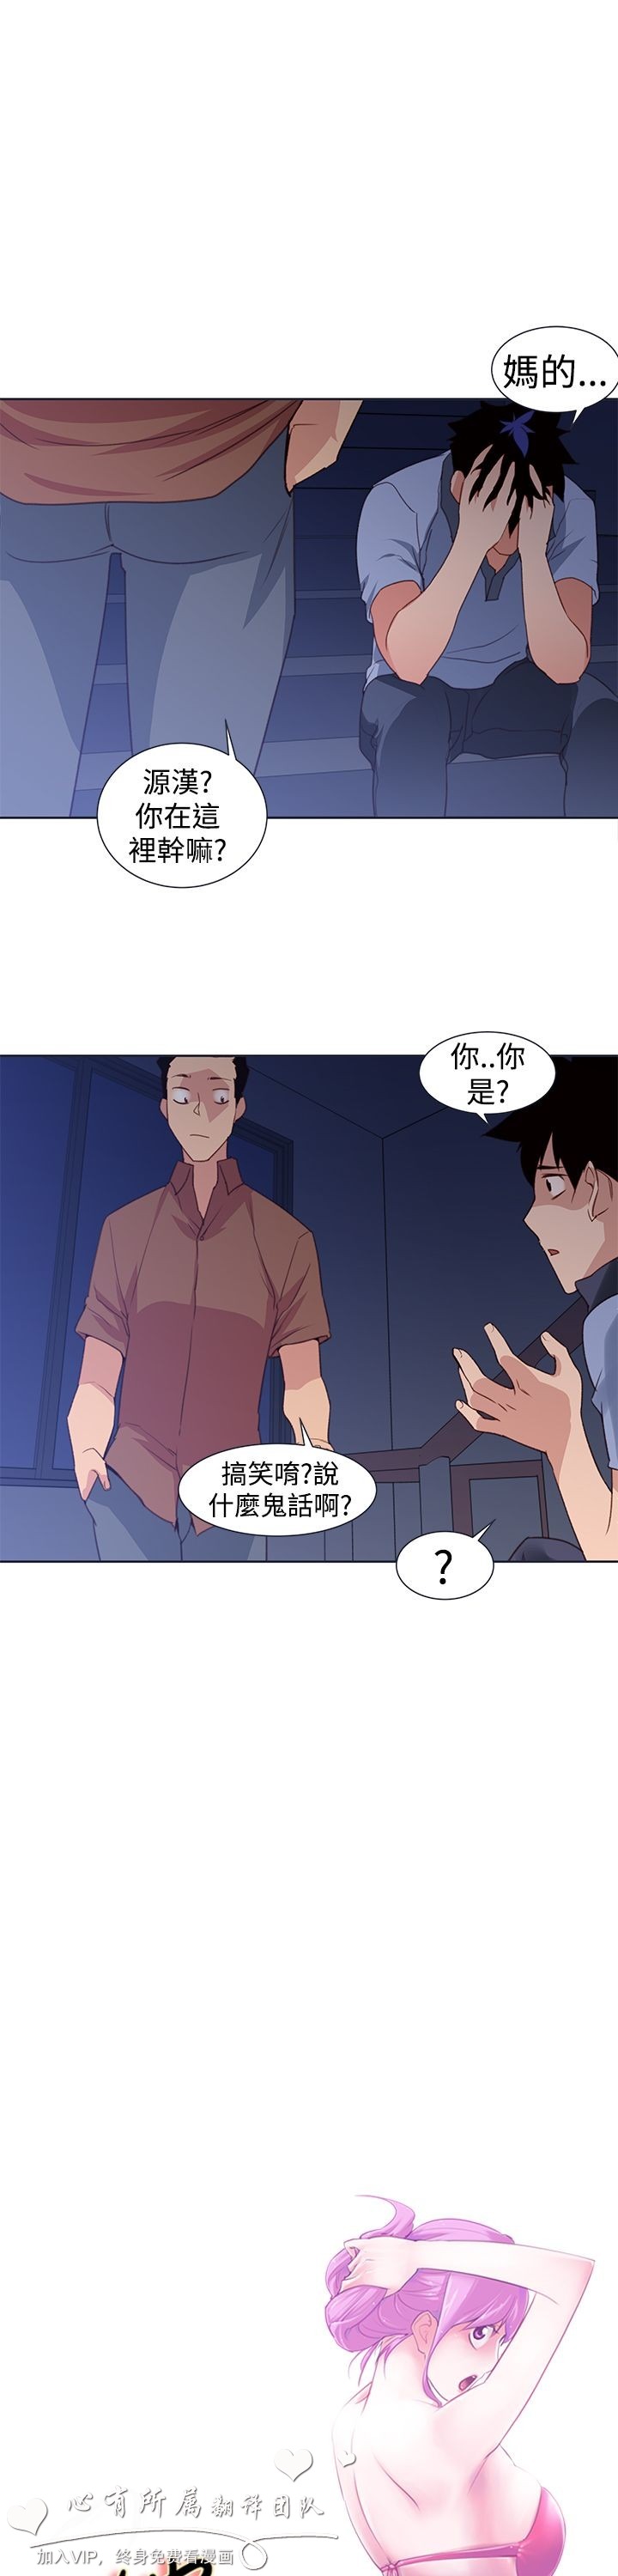 媽的...
源漢?
你在這
裡幹嘛?
你..你
是?
搞笑唷?說
什麼鬼話啊?
?
心有所属翻译团队
加入VIP，终身免费看漫画